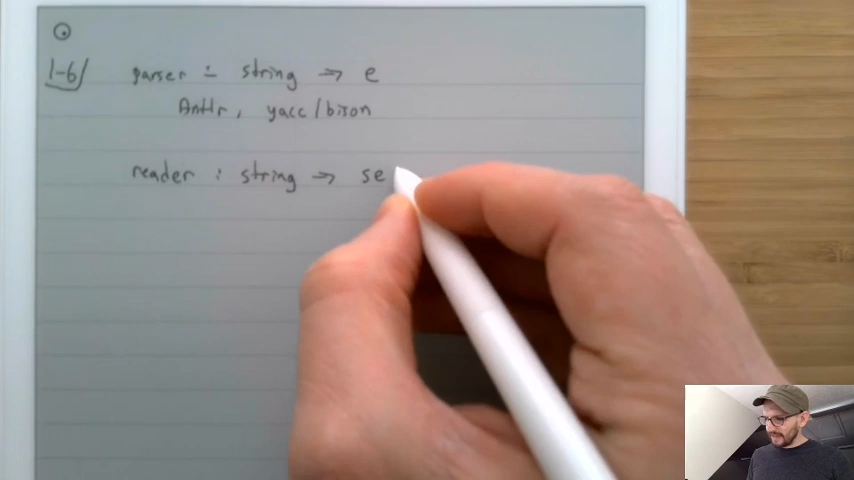 1-6/ parser : string → e
Antlr, yacc/bison
reader : string → se